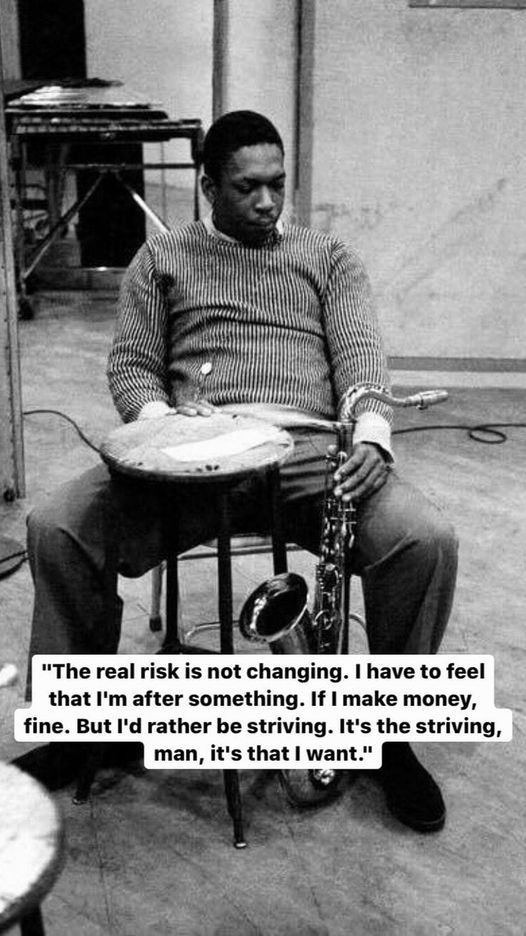 "The real risk is not changing. I have to feel
that I'm after something. If I make money,
fine. But I'd rather be striving. It's the striving,
man, it's that I want."